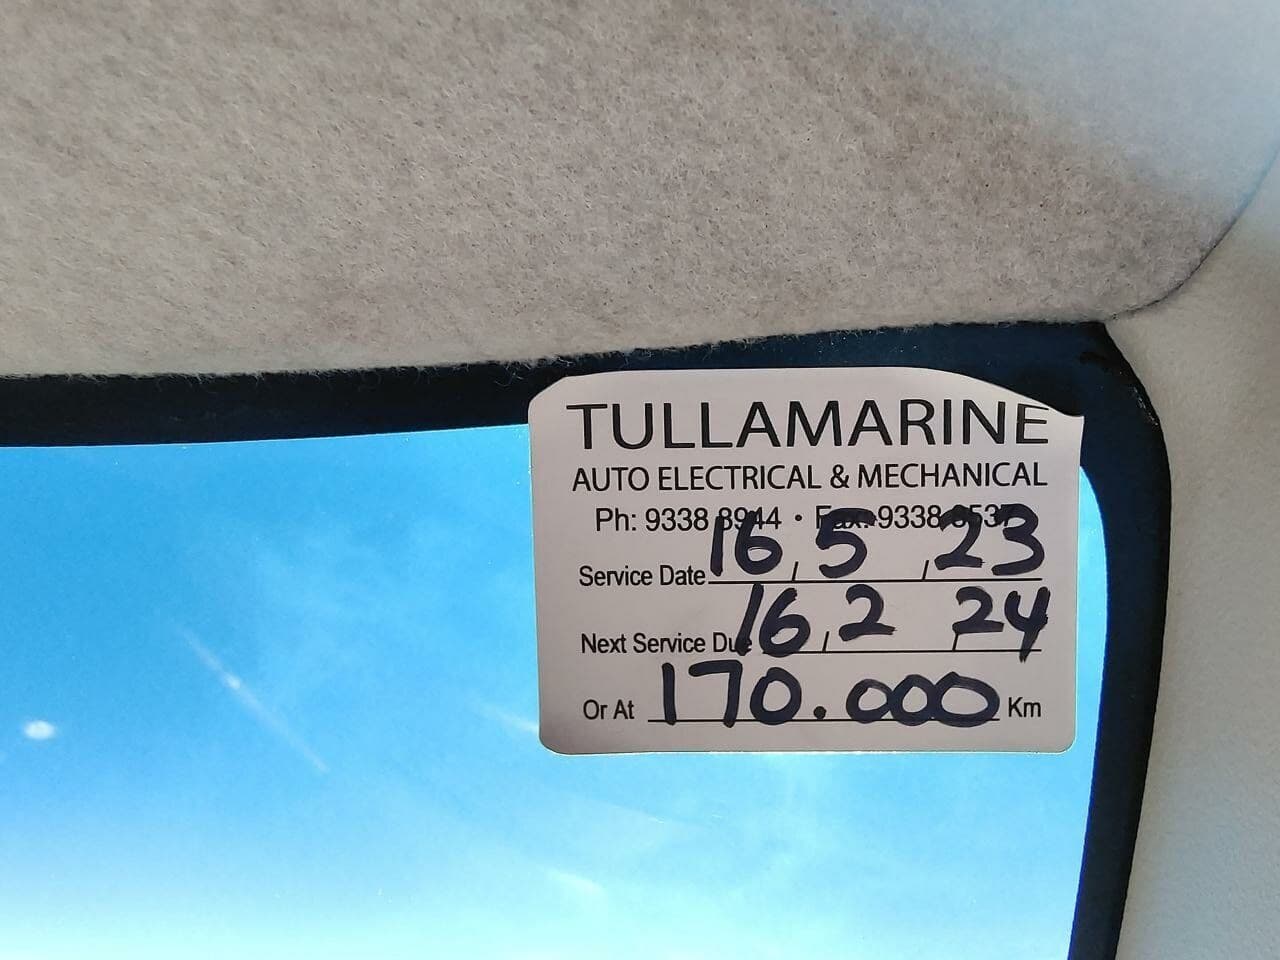 TULLAMARINE
AUTO ELECTRICAL & MECHANICAL
Ph: 9338 8944 • Fax: 9338 8537
Service Date 16 / 5 / 23
Next Service Due 16 / 2 / 24
Or At 170.000 Km